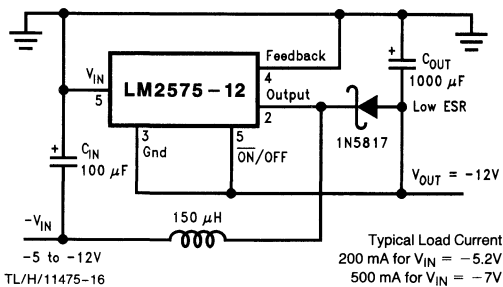 Feedback
4
V_IN
5
LM2575-12
Output
2
+
C_OUT
1000 μF
Low ESR
1N5817
3
Gnd
5
O̅N̅/OFF
+
C_IN
100 μF
V_OUT = -12V
-V_IN
150 μH
-5 to -12V
Typical Load Current
200 mA for V_IN = -5.2V
500 mA for V_IN = -7V
TL/H/11475-16